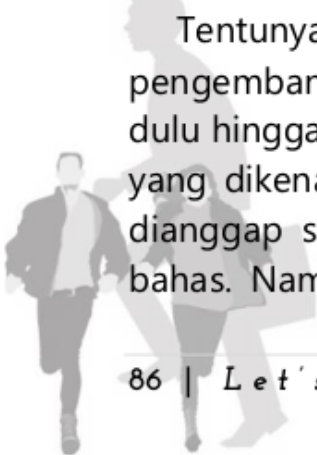 Tentunya
pengemban
dulu hingga
yang dikena
dianggap s
bahas. Nam
86 | Let's